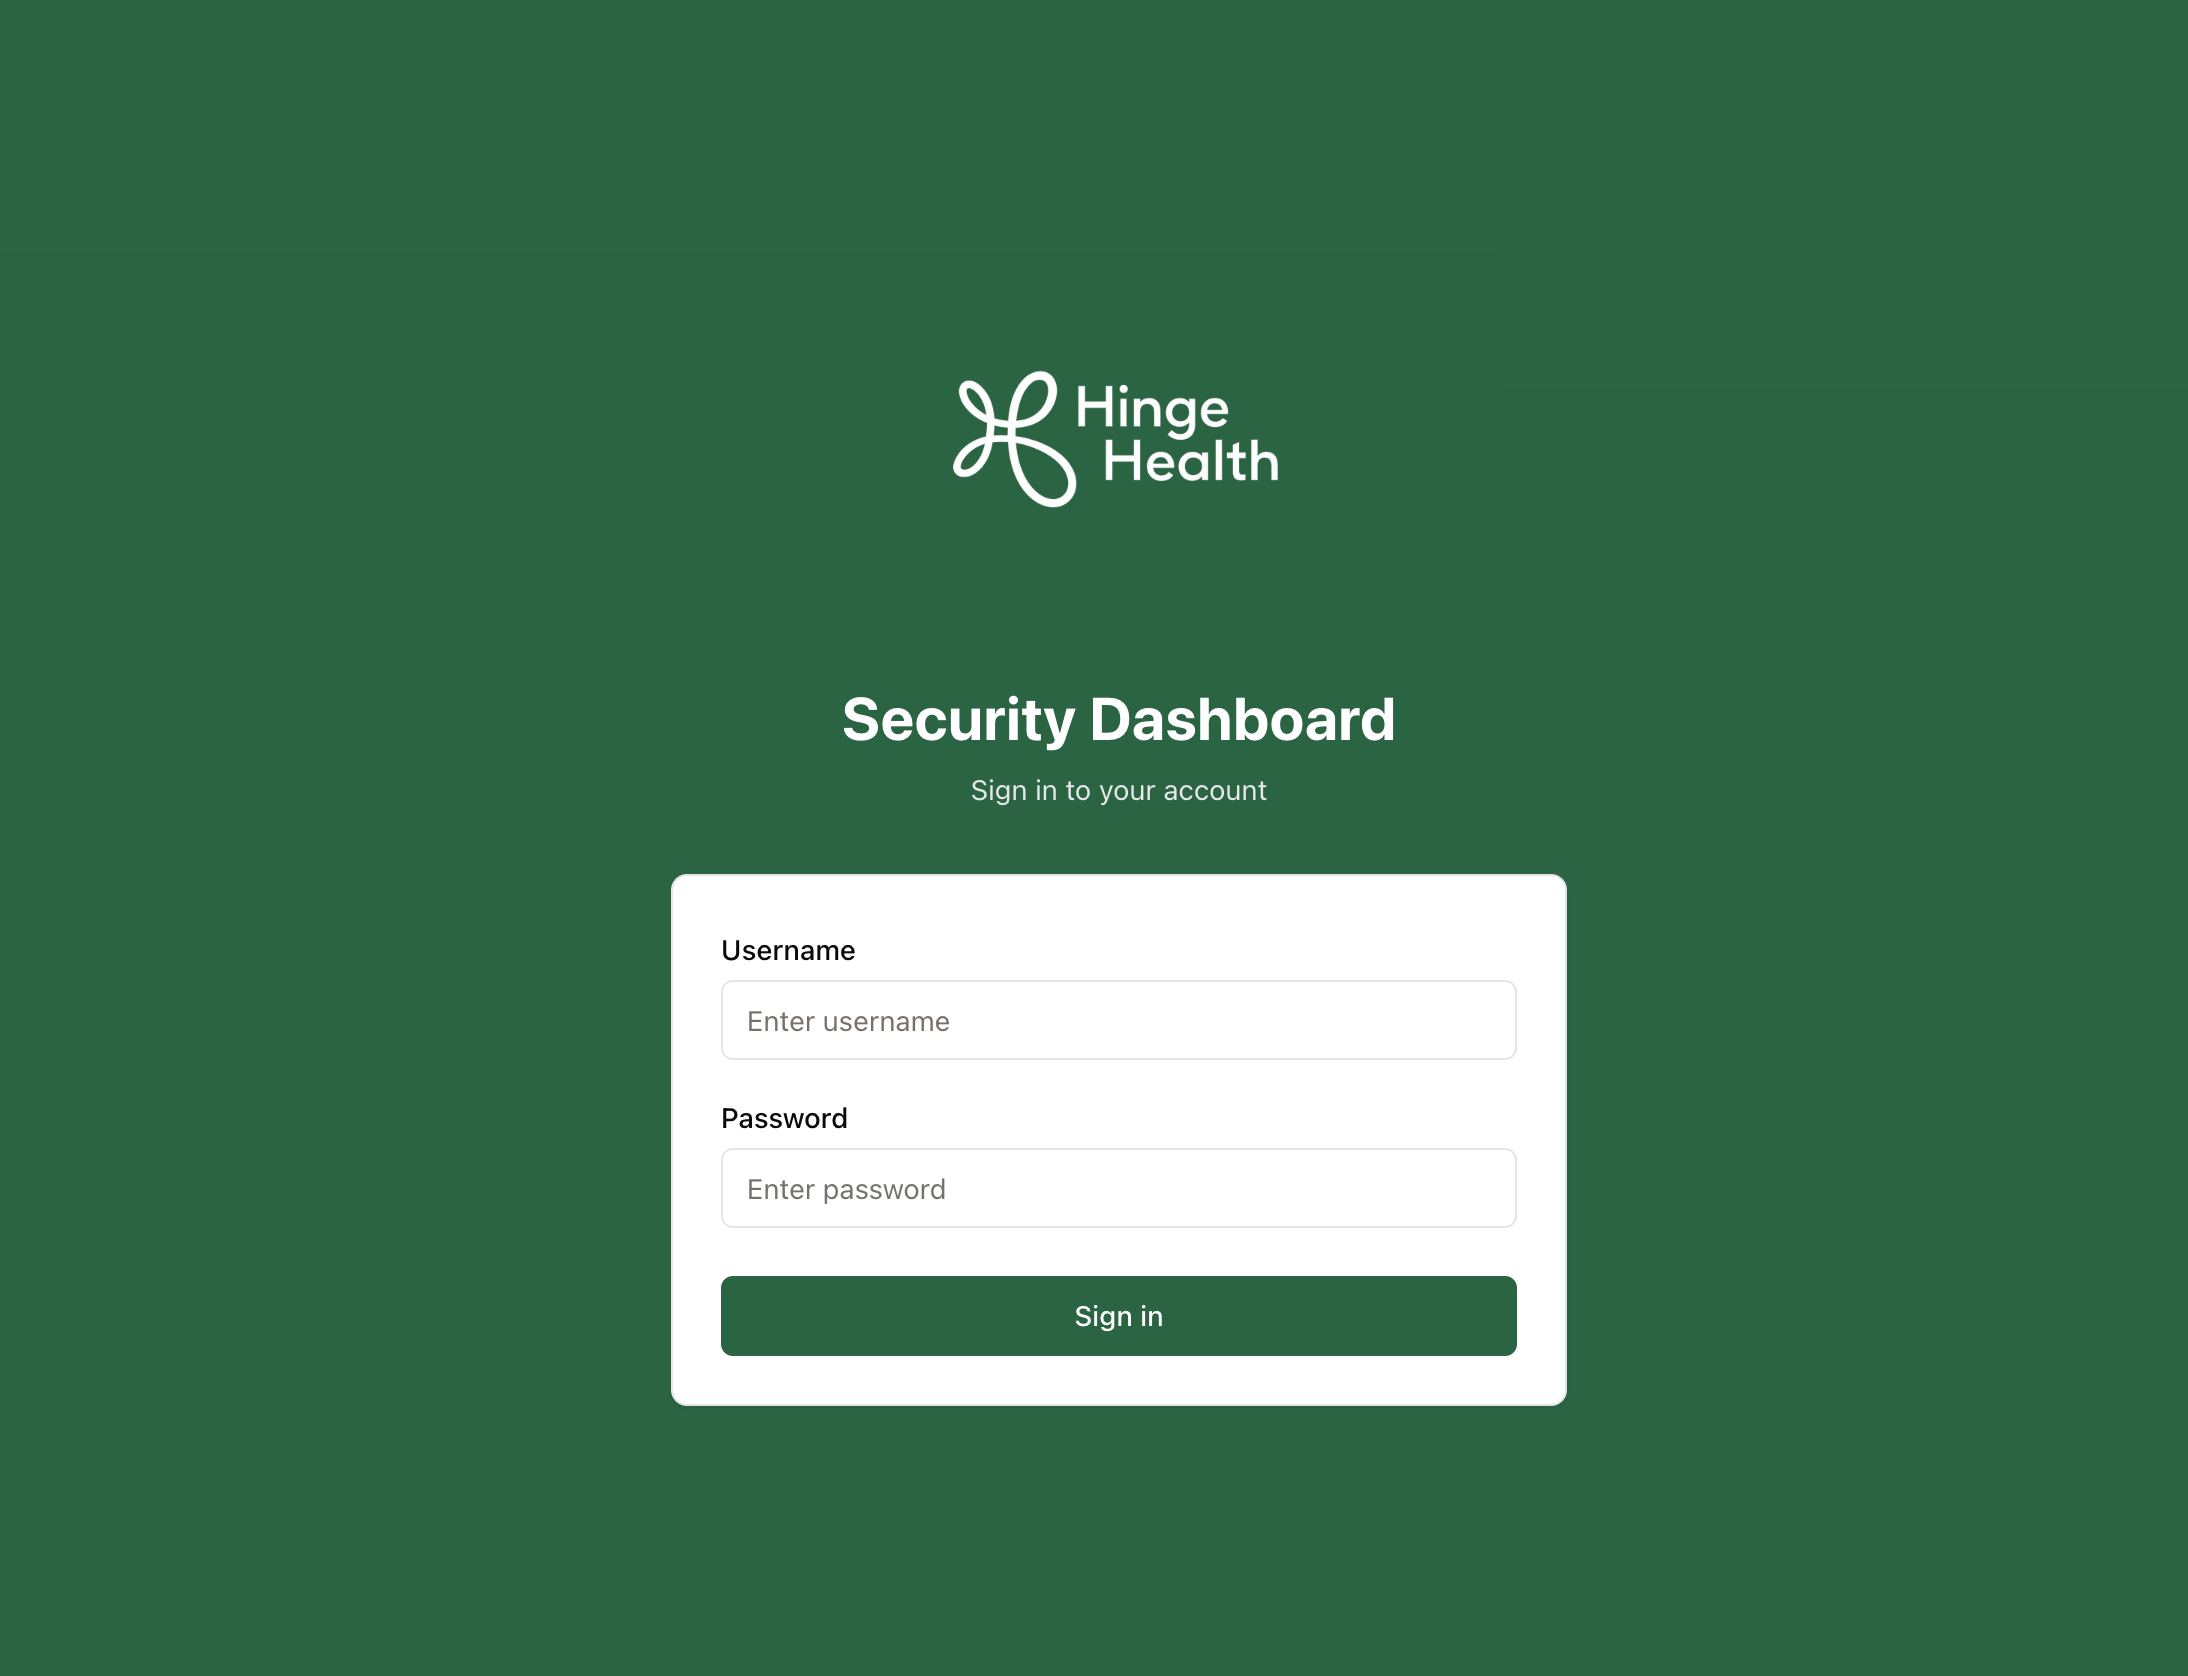 Hinge
Health
Security Dashboard
Sign in to your account
Username
Enter username
Password
Enter password
Sign in